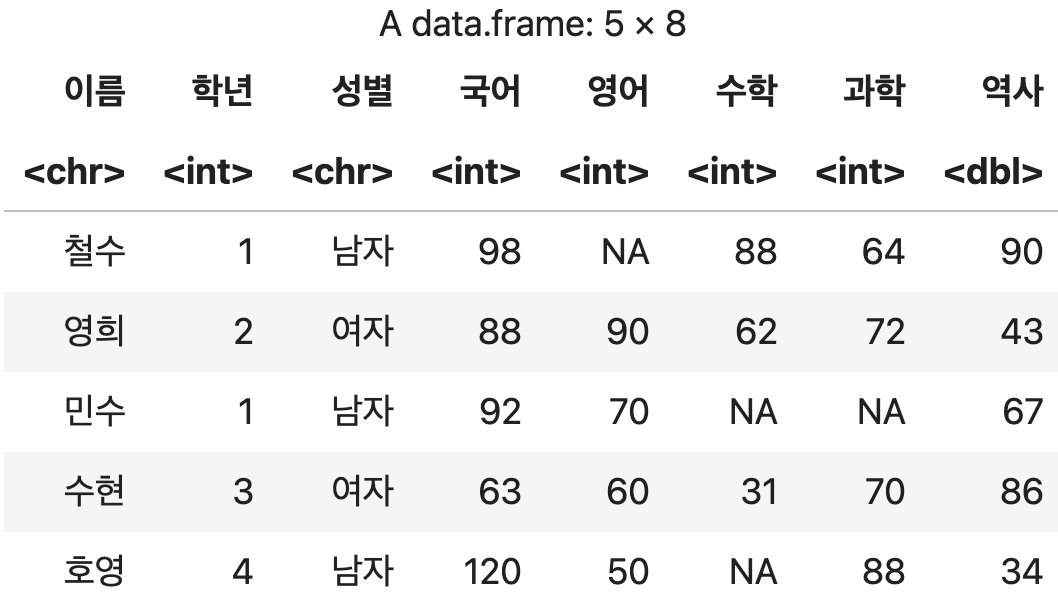 A data.frame: 5 × 8
이름 학년 성별 국어 영어 수학 과학 역사
<chr> <int> <chr> <int> <int> <int> <int> <dbl>
철수 1 남자 98 NA 88 64 90
영희 2 여자 88 90 62 72 43
민수 1 남자 92 70 NA NA 67
수현 3 여자 63 60 31 70 86
호영 4 남자 120 50 NA 88 34